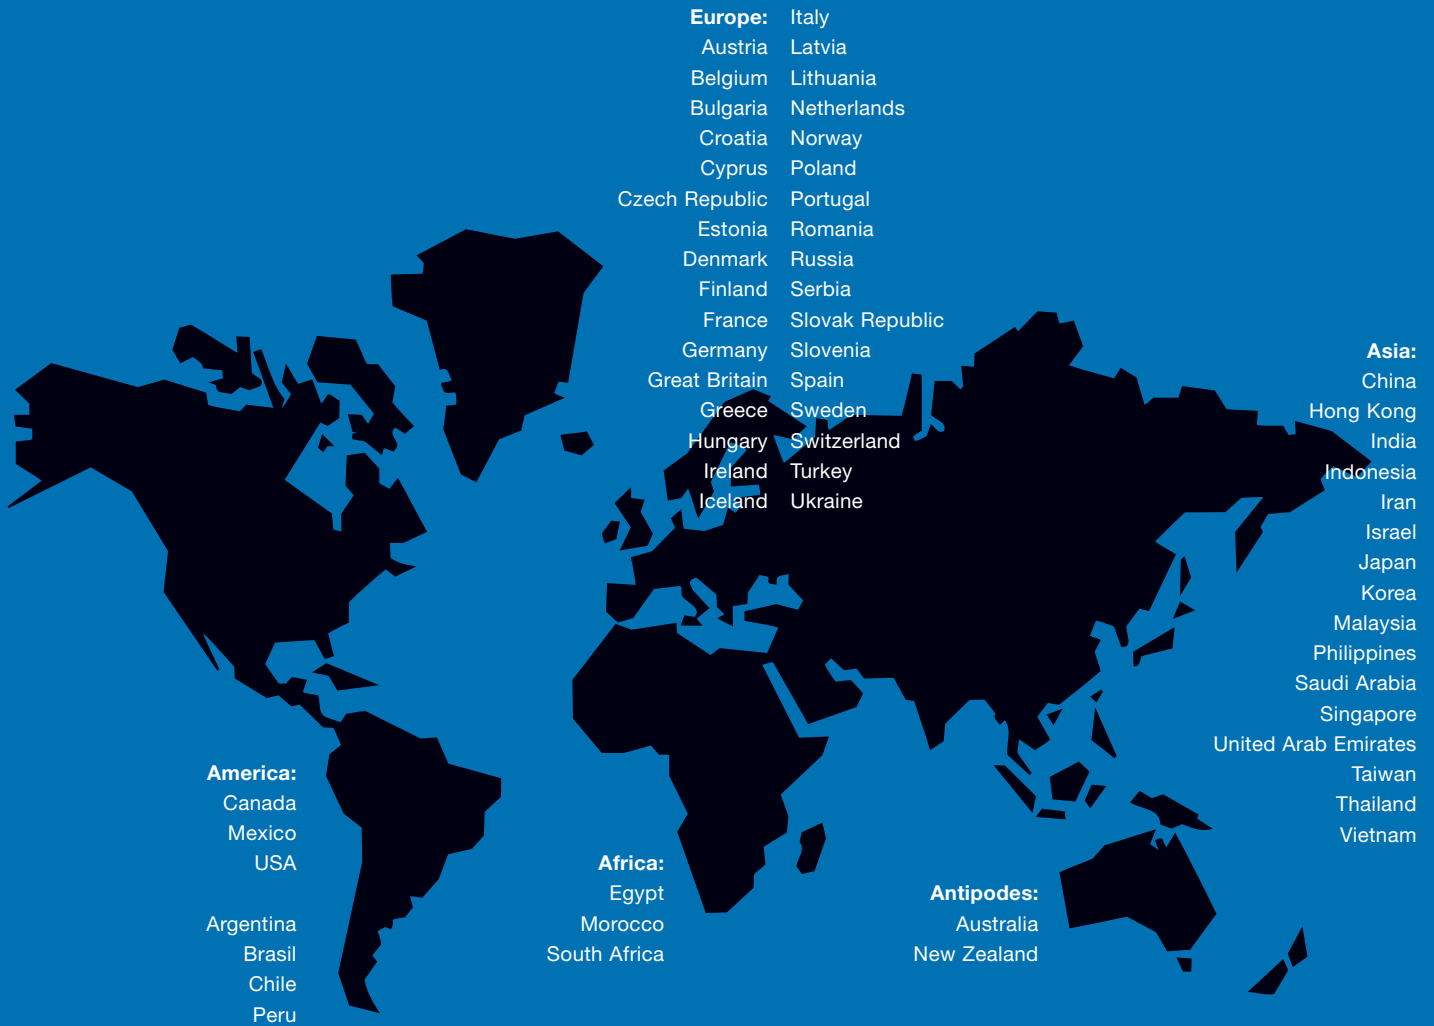 Europe:
Austria
Belgium
Bulgaria
Croatia
Cyprus
Czech Republic
Estonia
Denmark
Finland
France
Germany
Great Britain
Greece
Hungary
Ireland
Iceland
Italy
Latvia
Lithuania
Netherlands
Norway
Poland
Portugal
Romania
Russia
Serbia
Slovak Republic
Slovenia
Spain
Sweden
Switzerland
Turkey
Ukraine
Asia:
China
Hong Kong
India
Indonesia
Iran
Israel
Japan
Korea
Malaysia
Philippines
Saudi Arabia
Singapore
United Arab Emirates
Taiwan
Thailand
Vietnam
America:
Canada
Mexico
USA
Argentina
Brasil
Chile
Peru
Africa:
Egypt
Morocco
South Africa
Antipodes:
Australia
New Zealand